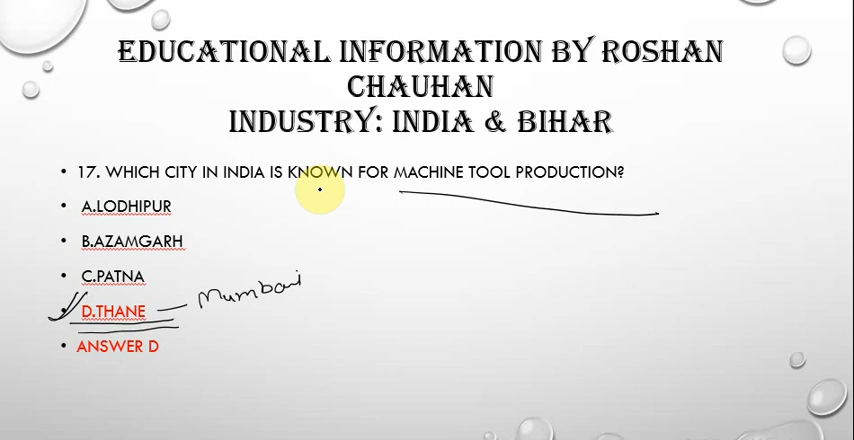 EDUCATIONAL INFORMATION BY ROSHAN
CHAUHAN
INDUSTRY: INDIA & BIHAR
• 17. WHICH CITY IN INDIA IS KNOWN FOR MACHINE TOOL PRODUCTION?
• A.LODHIPUR
• B.AZAMGARH
• C.PATNA
• D.THANE — Mumbai
• ANSWER D